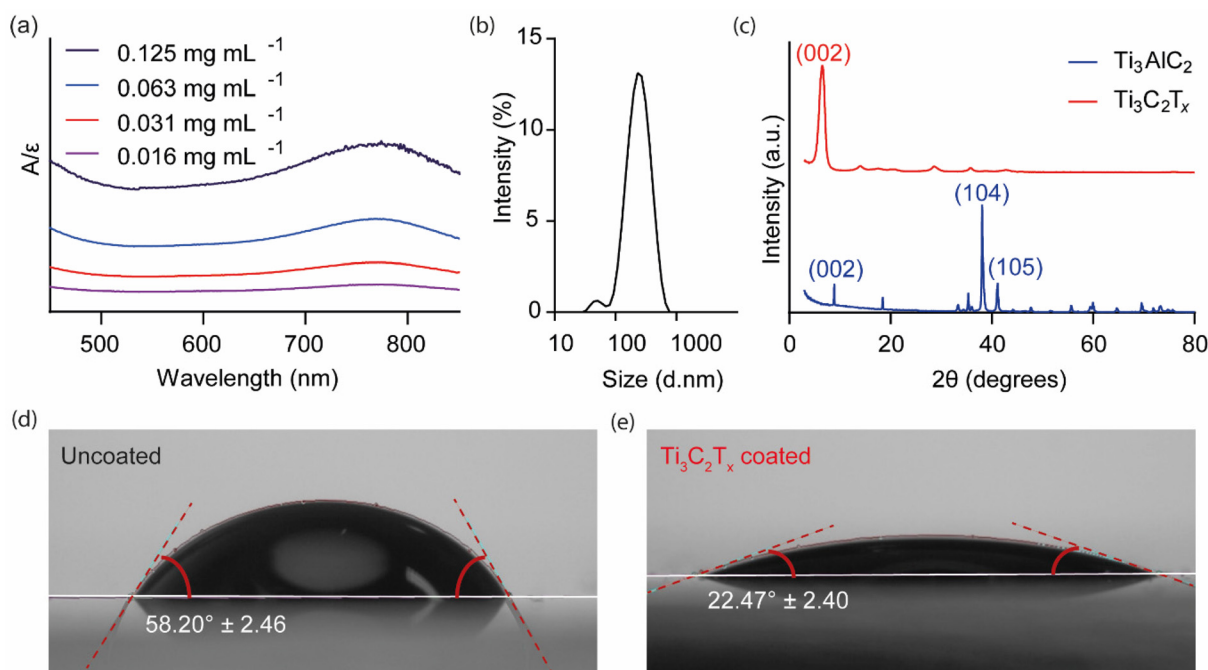 (a)
0.125 mg mL ⁻¹
0.063 mg mL ⁻¹
0.031 mg mL ⁻¹
0.016 mg mL ⁻¹
A/ε
500 600 700 800
Wavelength (nm)
(b)
15
10
5
0
Intensity (%)
10 100 1000
Size (d.nm)
(c)
(002)
Ti₃AlC₂
Ti₃C₂Tₓ
(104)
(002)
(105)
Intensity (a.u.)
0 20 40 60 80
2θ (degrees)
(d)
Uncoated
58.20° ± 2.46
(e)
Ti₃C₂Tₓ coated
22.47° ± 2.40